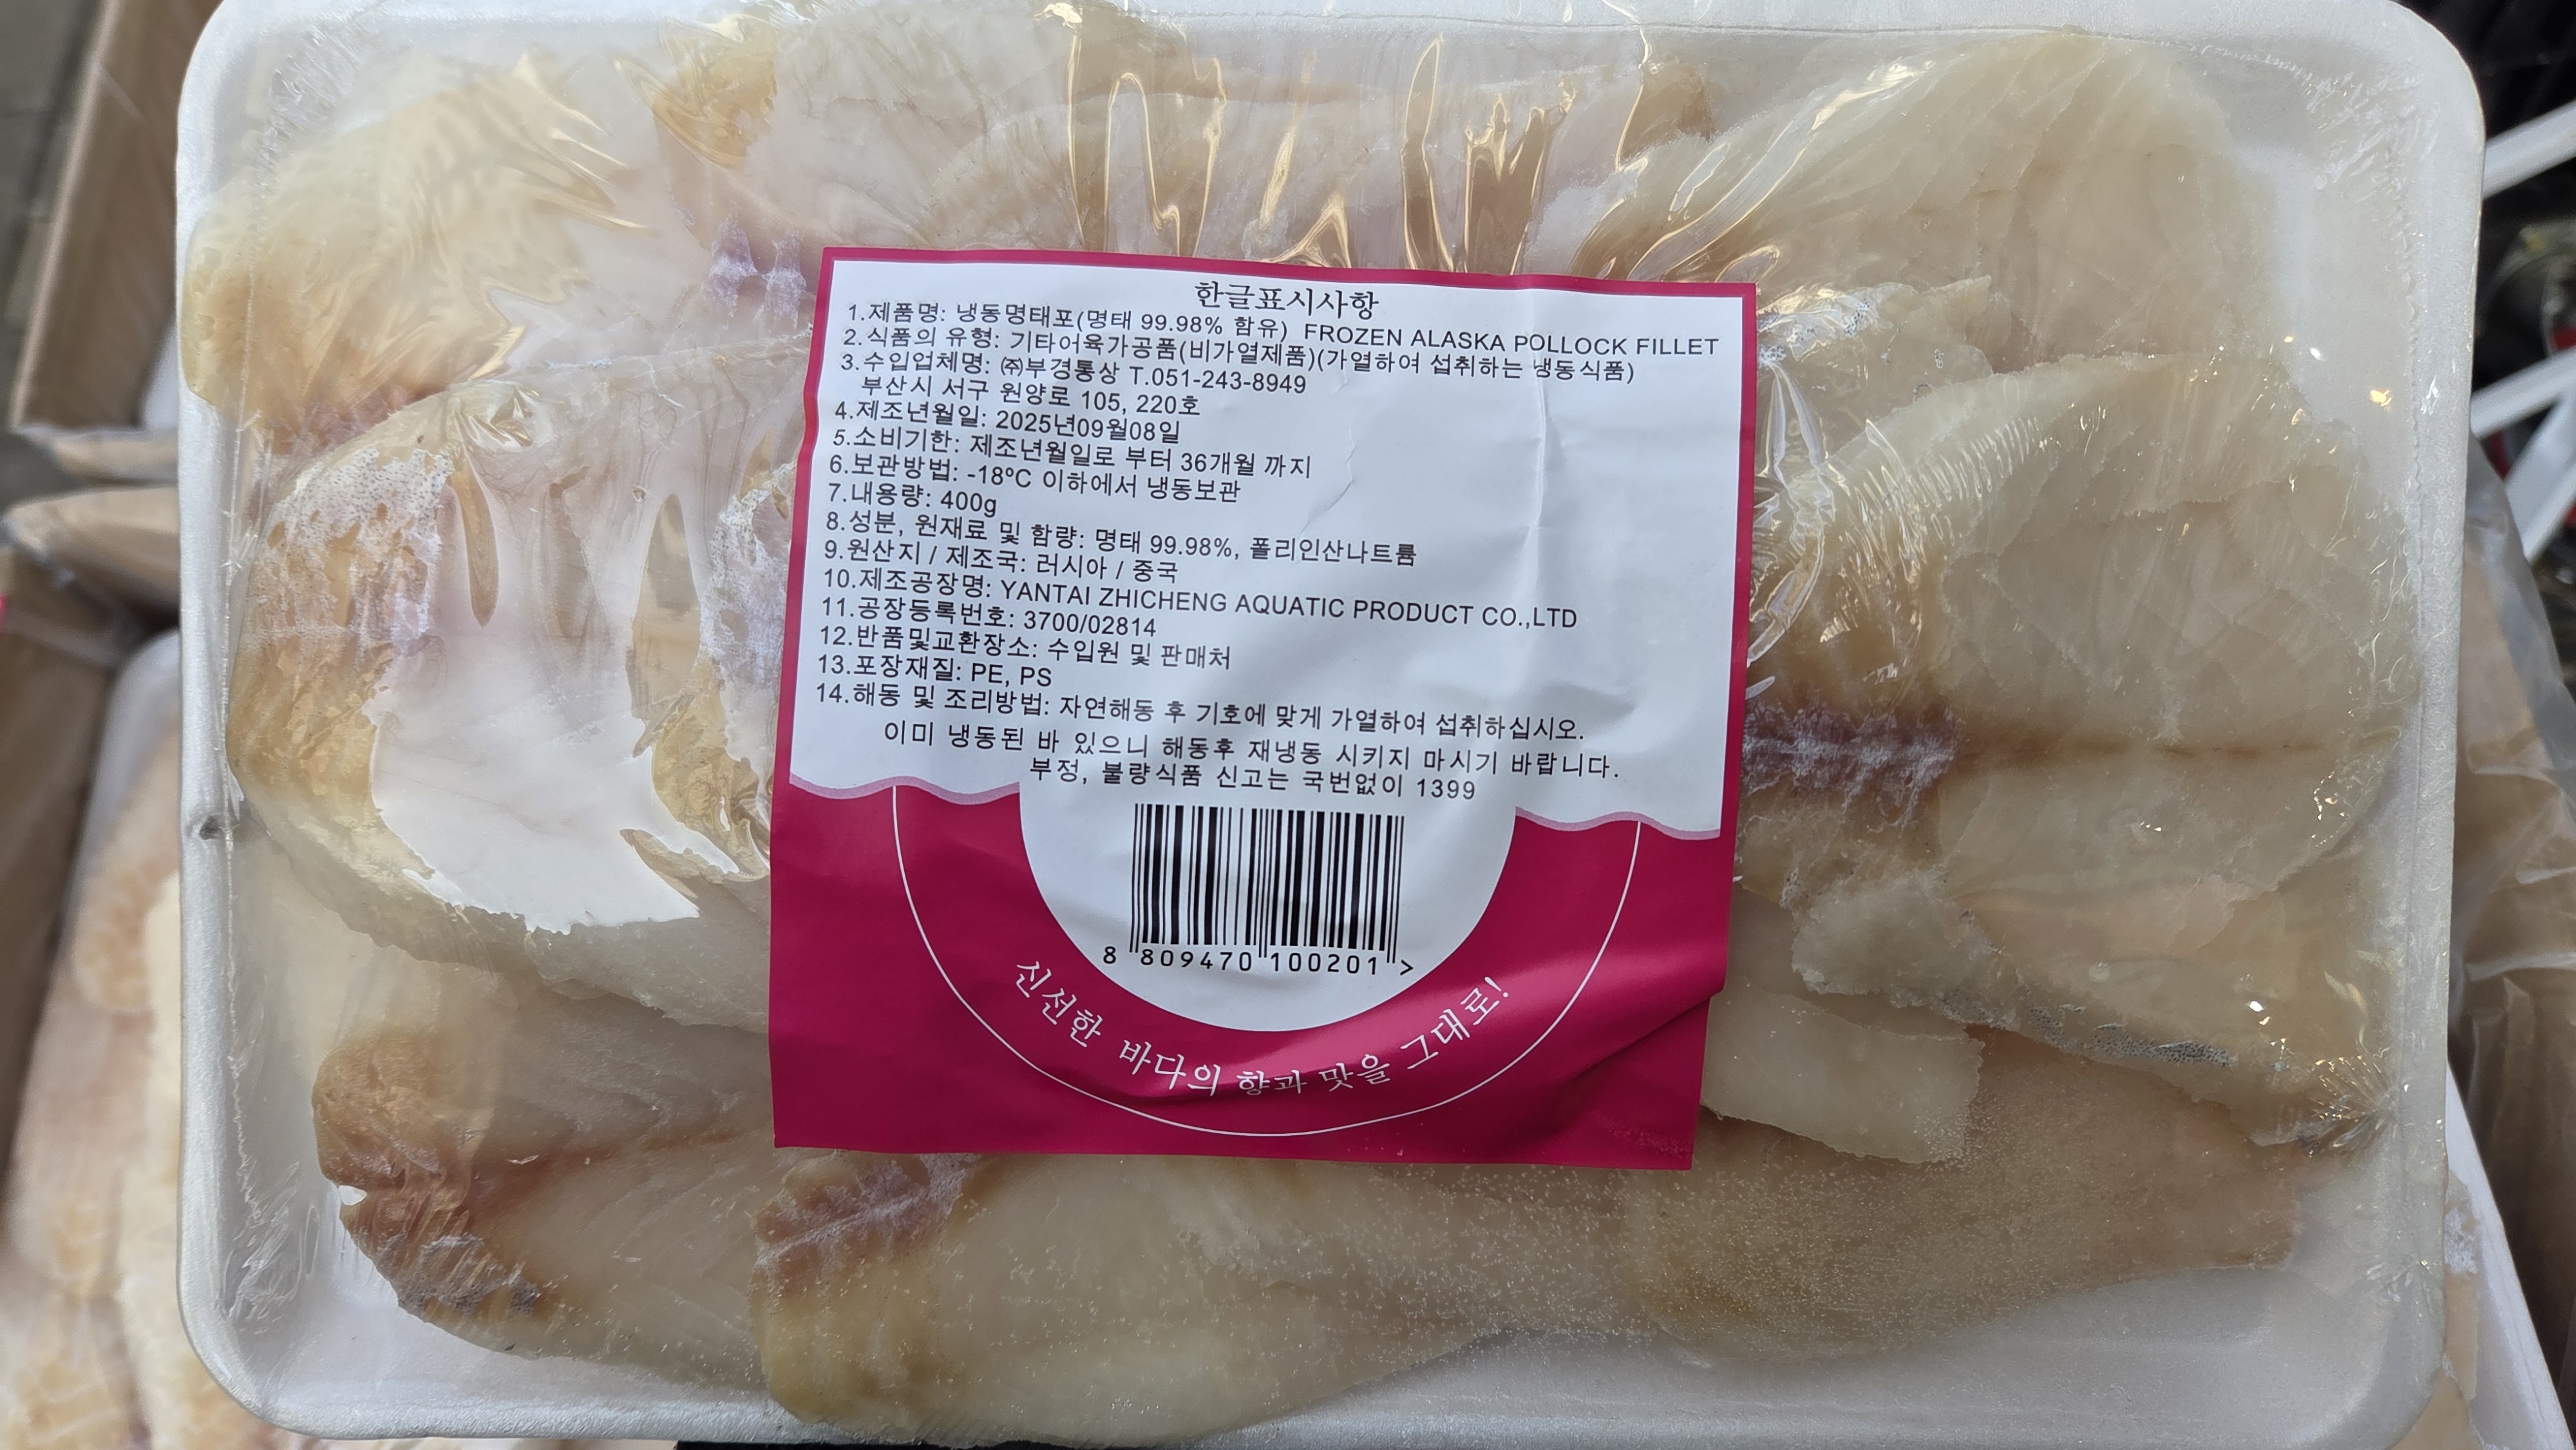 한글표시사항
1.제품명: 냉동명태포(명태 99.98% 함유) FROZEN ALASKA POLLOCK FILLET
2.식품의 유형: 기타어육가공품(비가열제품)(가열하여 섭취하는 냉동식품)
3.수입업체명: ㈜부경통상 T.051-243-8949
부산시 서구 원양로 105, 220호
4.제조년월일: 2025년09월08일
5.소비기한: 제조년월일로 부터 36개월 까지
6.보관방법: -18ºC 이하에서 냉동보관
7.내용량: 400g
8.성분, 원재료 및 함량: 명태 99.98%, 폴리인산나트륨
9.원산지 / 제조국: 러시아 / 중국
10.제조공장명: YANTAI ZHICHENG AQUATIC PRODUCT CO.,LTD
11.공장등록번호: 3700/02814
12.반품및교환장소: 수입원 및 판매처
13.포장재질: PE, PS
14.해동 및 조리방법: 자연해동 후 기호에 맞게 가열하여 섭취하십시오.
이미 냉동된 바 있으니 해동후 재냉동 시키지 마시기 바랍니다.
부정, 불량식품 신고는 국번없이 1399
8 809470 100201 >
신선한 바다의 향과 맛을 그대로!